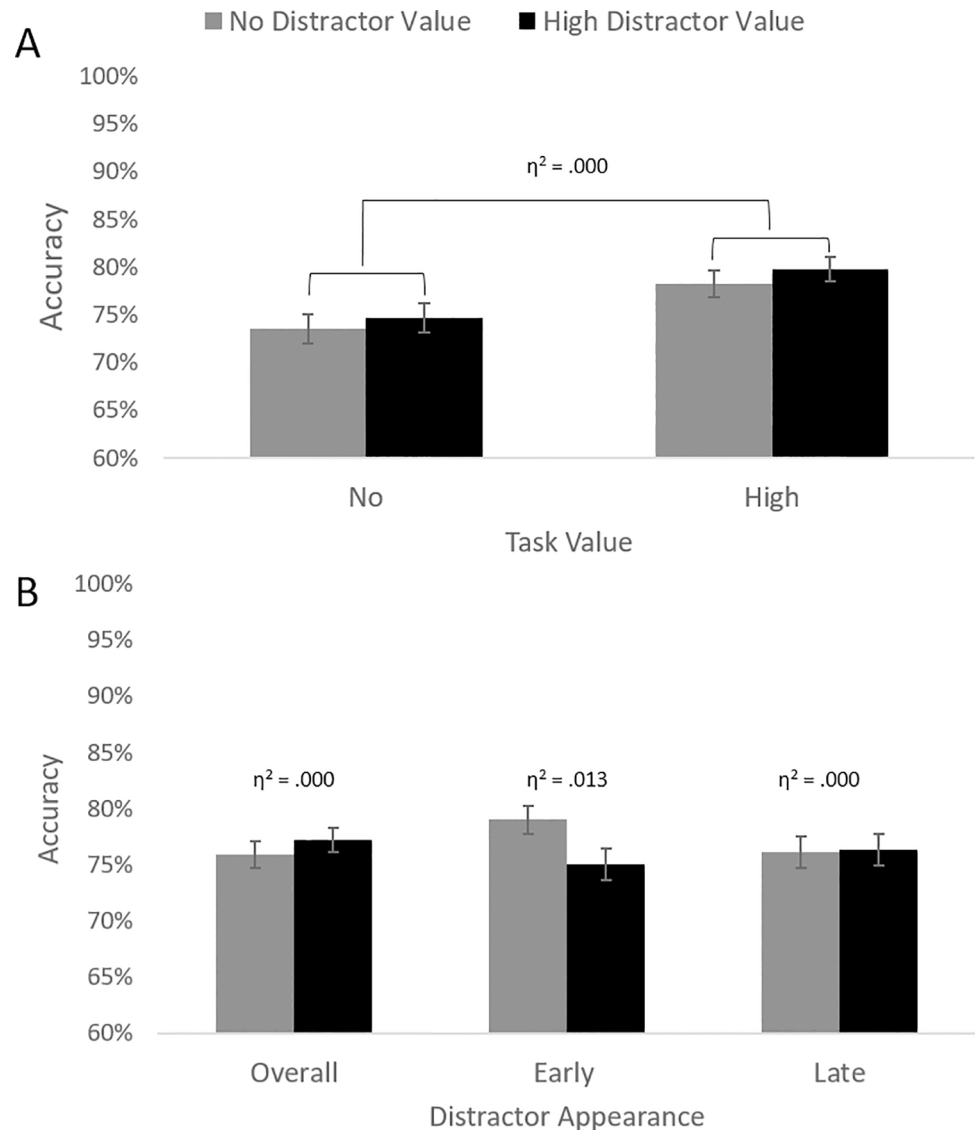 No Distractor Value High Distractor Value
A
100%
95%
90%
85%
80%
75%
70%
65%
60%
Accuracy
η² = .000
No High
Task Value
B
100%
95%
90%
85%
80%
75%
70%
65%
60%
Accuracy
η² = .000 η² = .013 η² = .000
Overall Early Late
Distractor Appearance